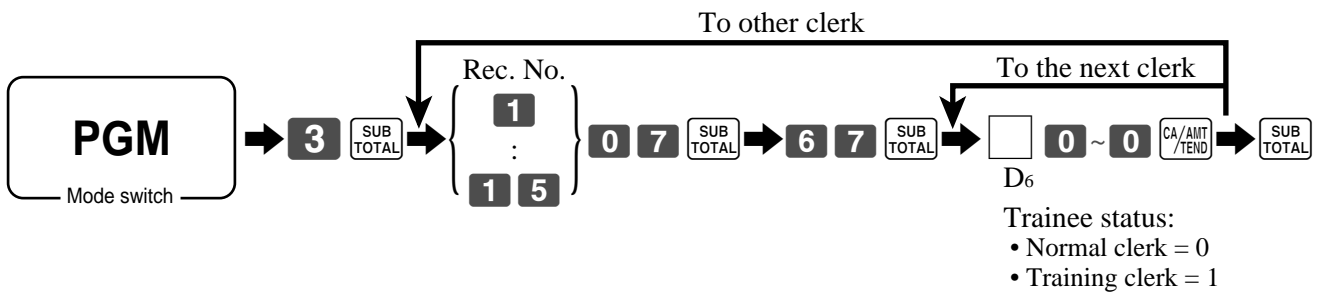 To other clerk
To the next clerk
Rec. No.
PGM
Mode switch
3 SUB TOTAL { 1 : 1 5 } 0 7 SUB TOTAL 6 7 SUB TOTAL 0 ~ 0 CA/AMT /TEND SUB TOTAL
D6
Trainee status:
• Normal clerk = 0
• Training clerk = 1